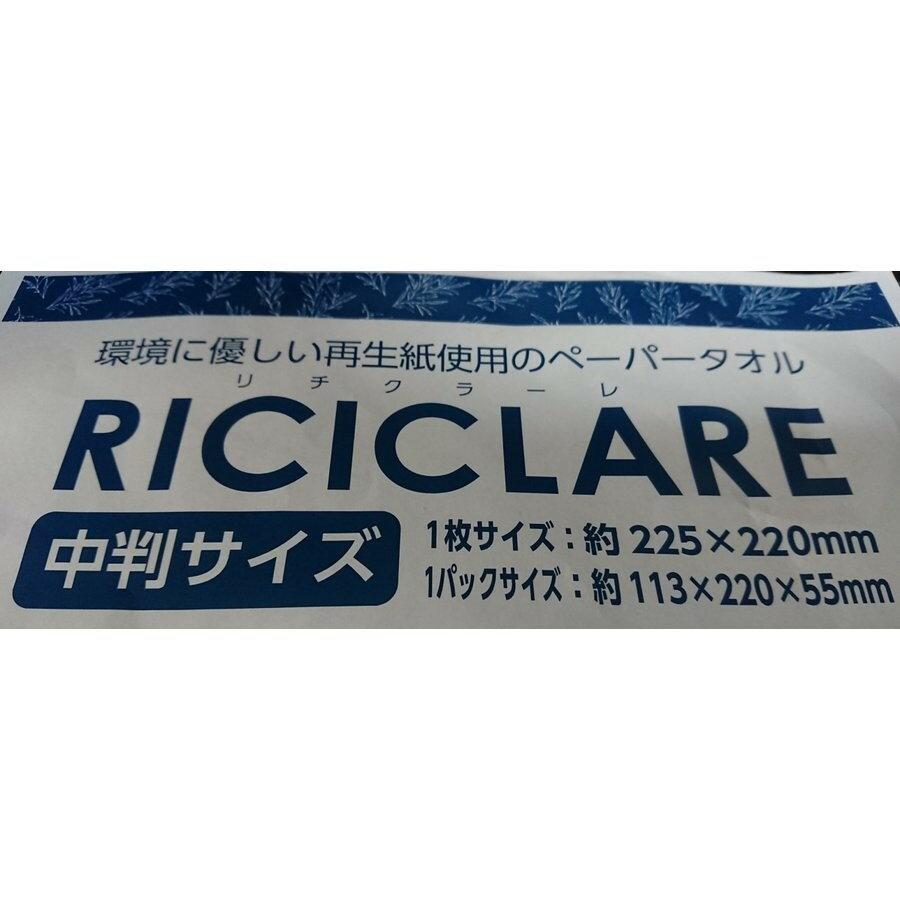 環境に優しい再生紙使用のペーパータオル
リチクラーレ
RICICLARE
中判サイズ
1枚サイズ：約 225×220mm
1パックサイズ：約 113×220×55mm